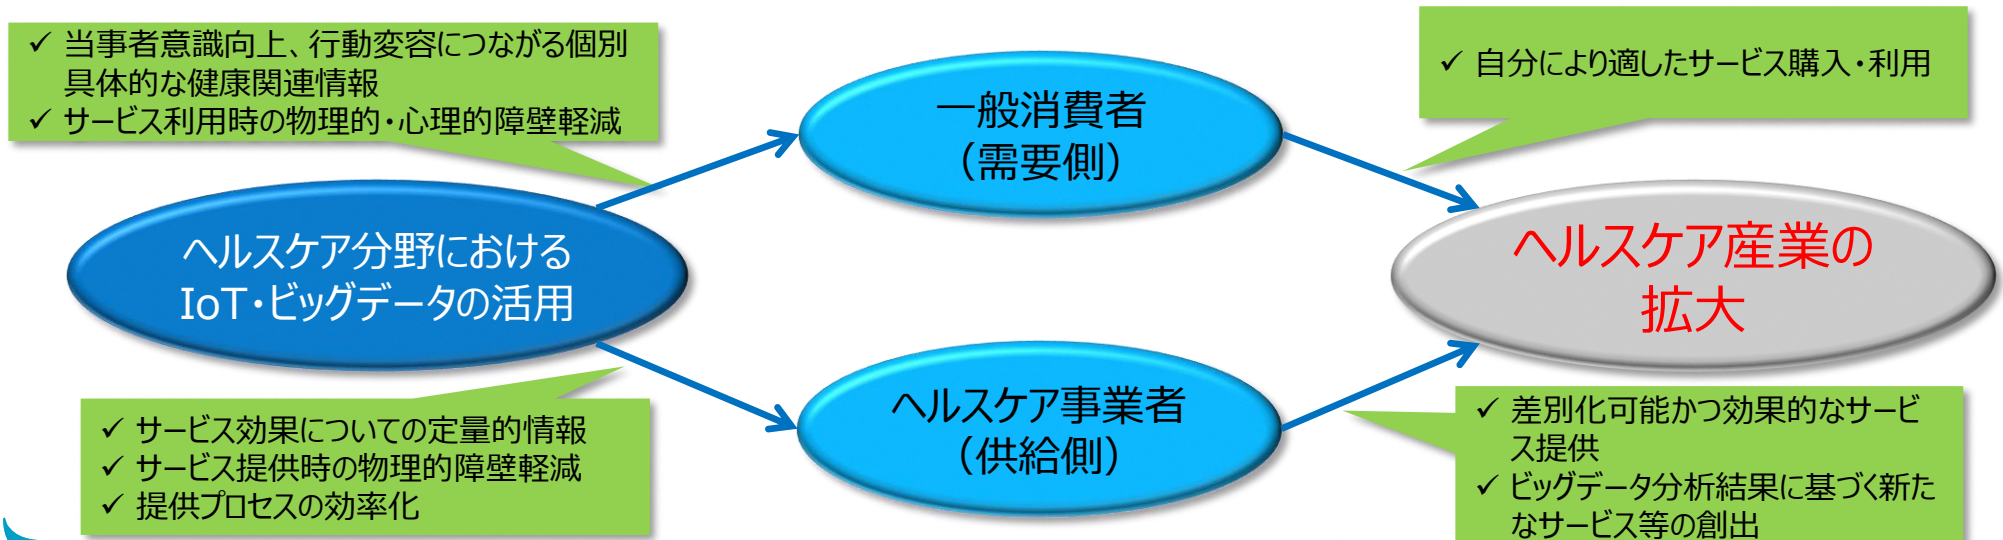 ✓ 当事者意識向上、行動変容につながる個別
具体的な健康関連情報
✓ サービス利用時の物理的・心理的障壁軽減
一般消費者
（需要側）
✓ 自分により適したサービス購入・利用
ヘルスケア分野における
IoT・ビッグデータの活用
ヘルスケア産業の
拡大
✓ サービス効果についての定量的情報
✓ サービス提供時の物理的障壁軽減
✓ 提供プロセスの効率化
ヘルスケア事業者
（供給側）
✓ 差別化可能かつ効果的なサービ
ス提供
✓ ビッグデータ分析結果に基づく新た
なサービス等の創出